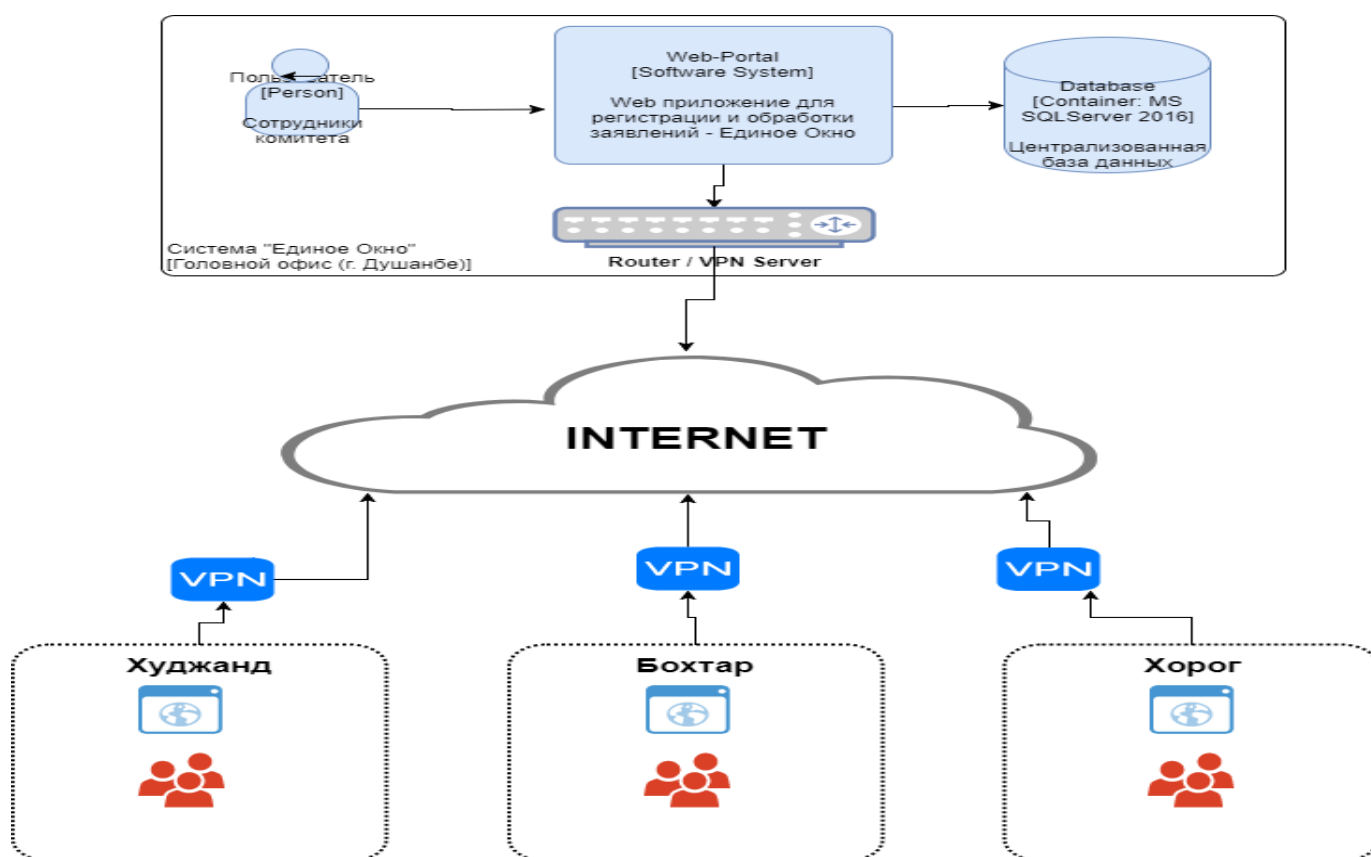 Пользователь
[Person]
Сотрудники
комитета
Web-Portal
[Software System]
Web приложение для
регистрации и обработки
заявлений - Единое Окно
Database
[Container: MS
SQLServer 2016]
Централизованная
база данных
Система "Единое Окно"
[Головной офис (г. Душанбе)]
Router / VPN Server
INTERNET
VPN
VPN
VPN
Худжанд
Бохтар
Хорог